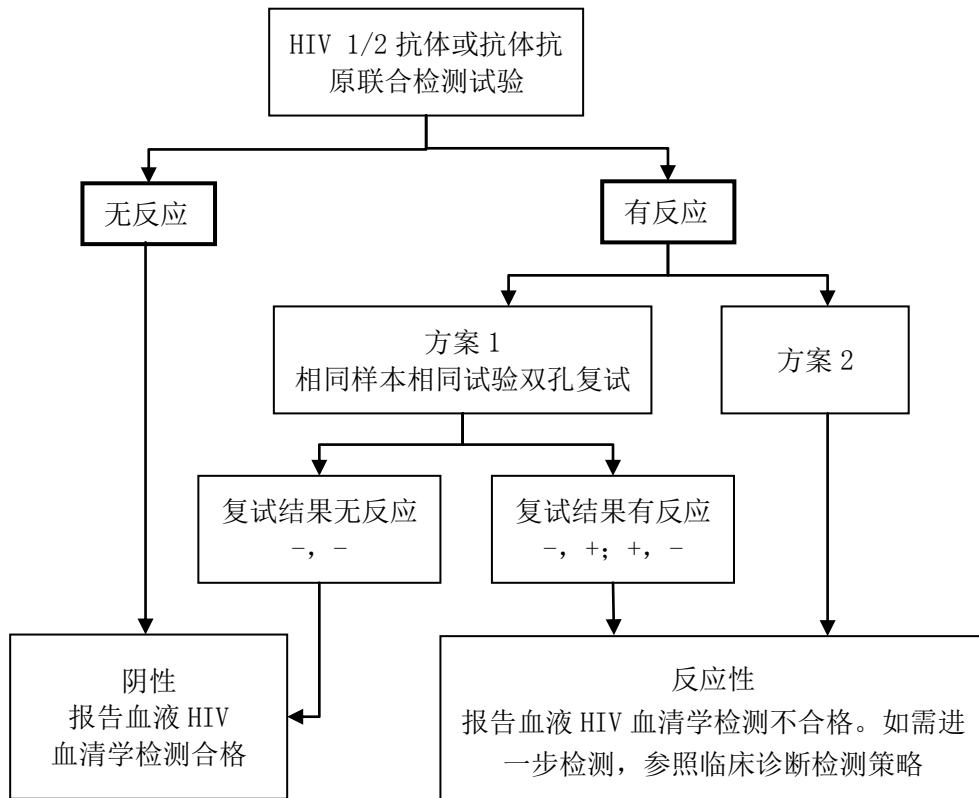 HIV 1/2 抗体或抗体抗
原联合检测试验
无反应
有反应
方案 1
相同样本相同试验双孔复试
方案 2
复试结果无反应
-，-
复试结果有反应
-，+；+，-
阴性
报告血液 HIV
血清学检测合格
反应性
报告血液 HIV 血清学检测不合格。如需进
一步检测，参照临床诊断检测策略